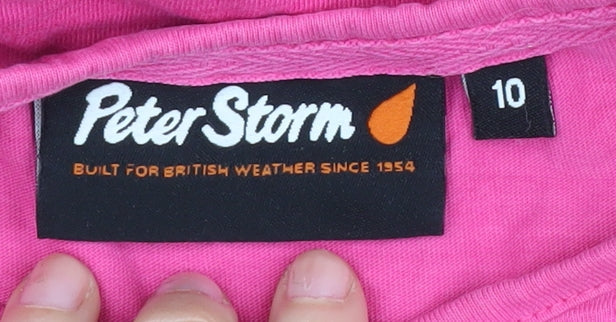 Peter Storm
BUILT FOR BRITISH WEATHER SINCE 1954
10